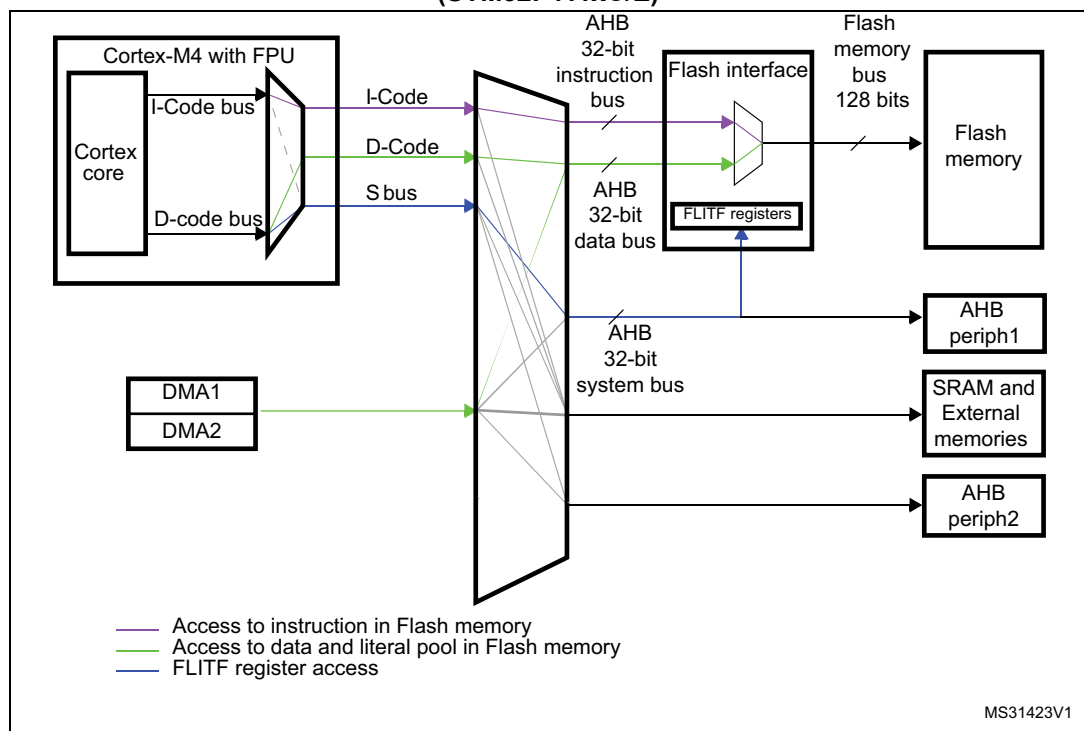 Cortex-M4 with FPU
I-Code bus
Cortex
core
D-code bus
I-Code
D-Code
S bus
AHB
32-bit
instruction
bus
Flash interface
Flash
memory
bus
128 bits
Flash
memory
AHB
32-bit
data bus
FLITF registers
AHB
32-bit
system bus
AHB
periph1
DMA1
DMA2
SRAM and
External
memories
AHB
periph2
Access to instruction in Flash memory
Access to data and literal pool in Flash memory
FLITF register access
MS31423V1